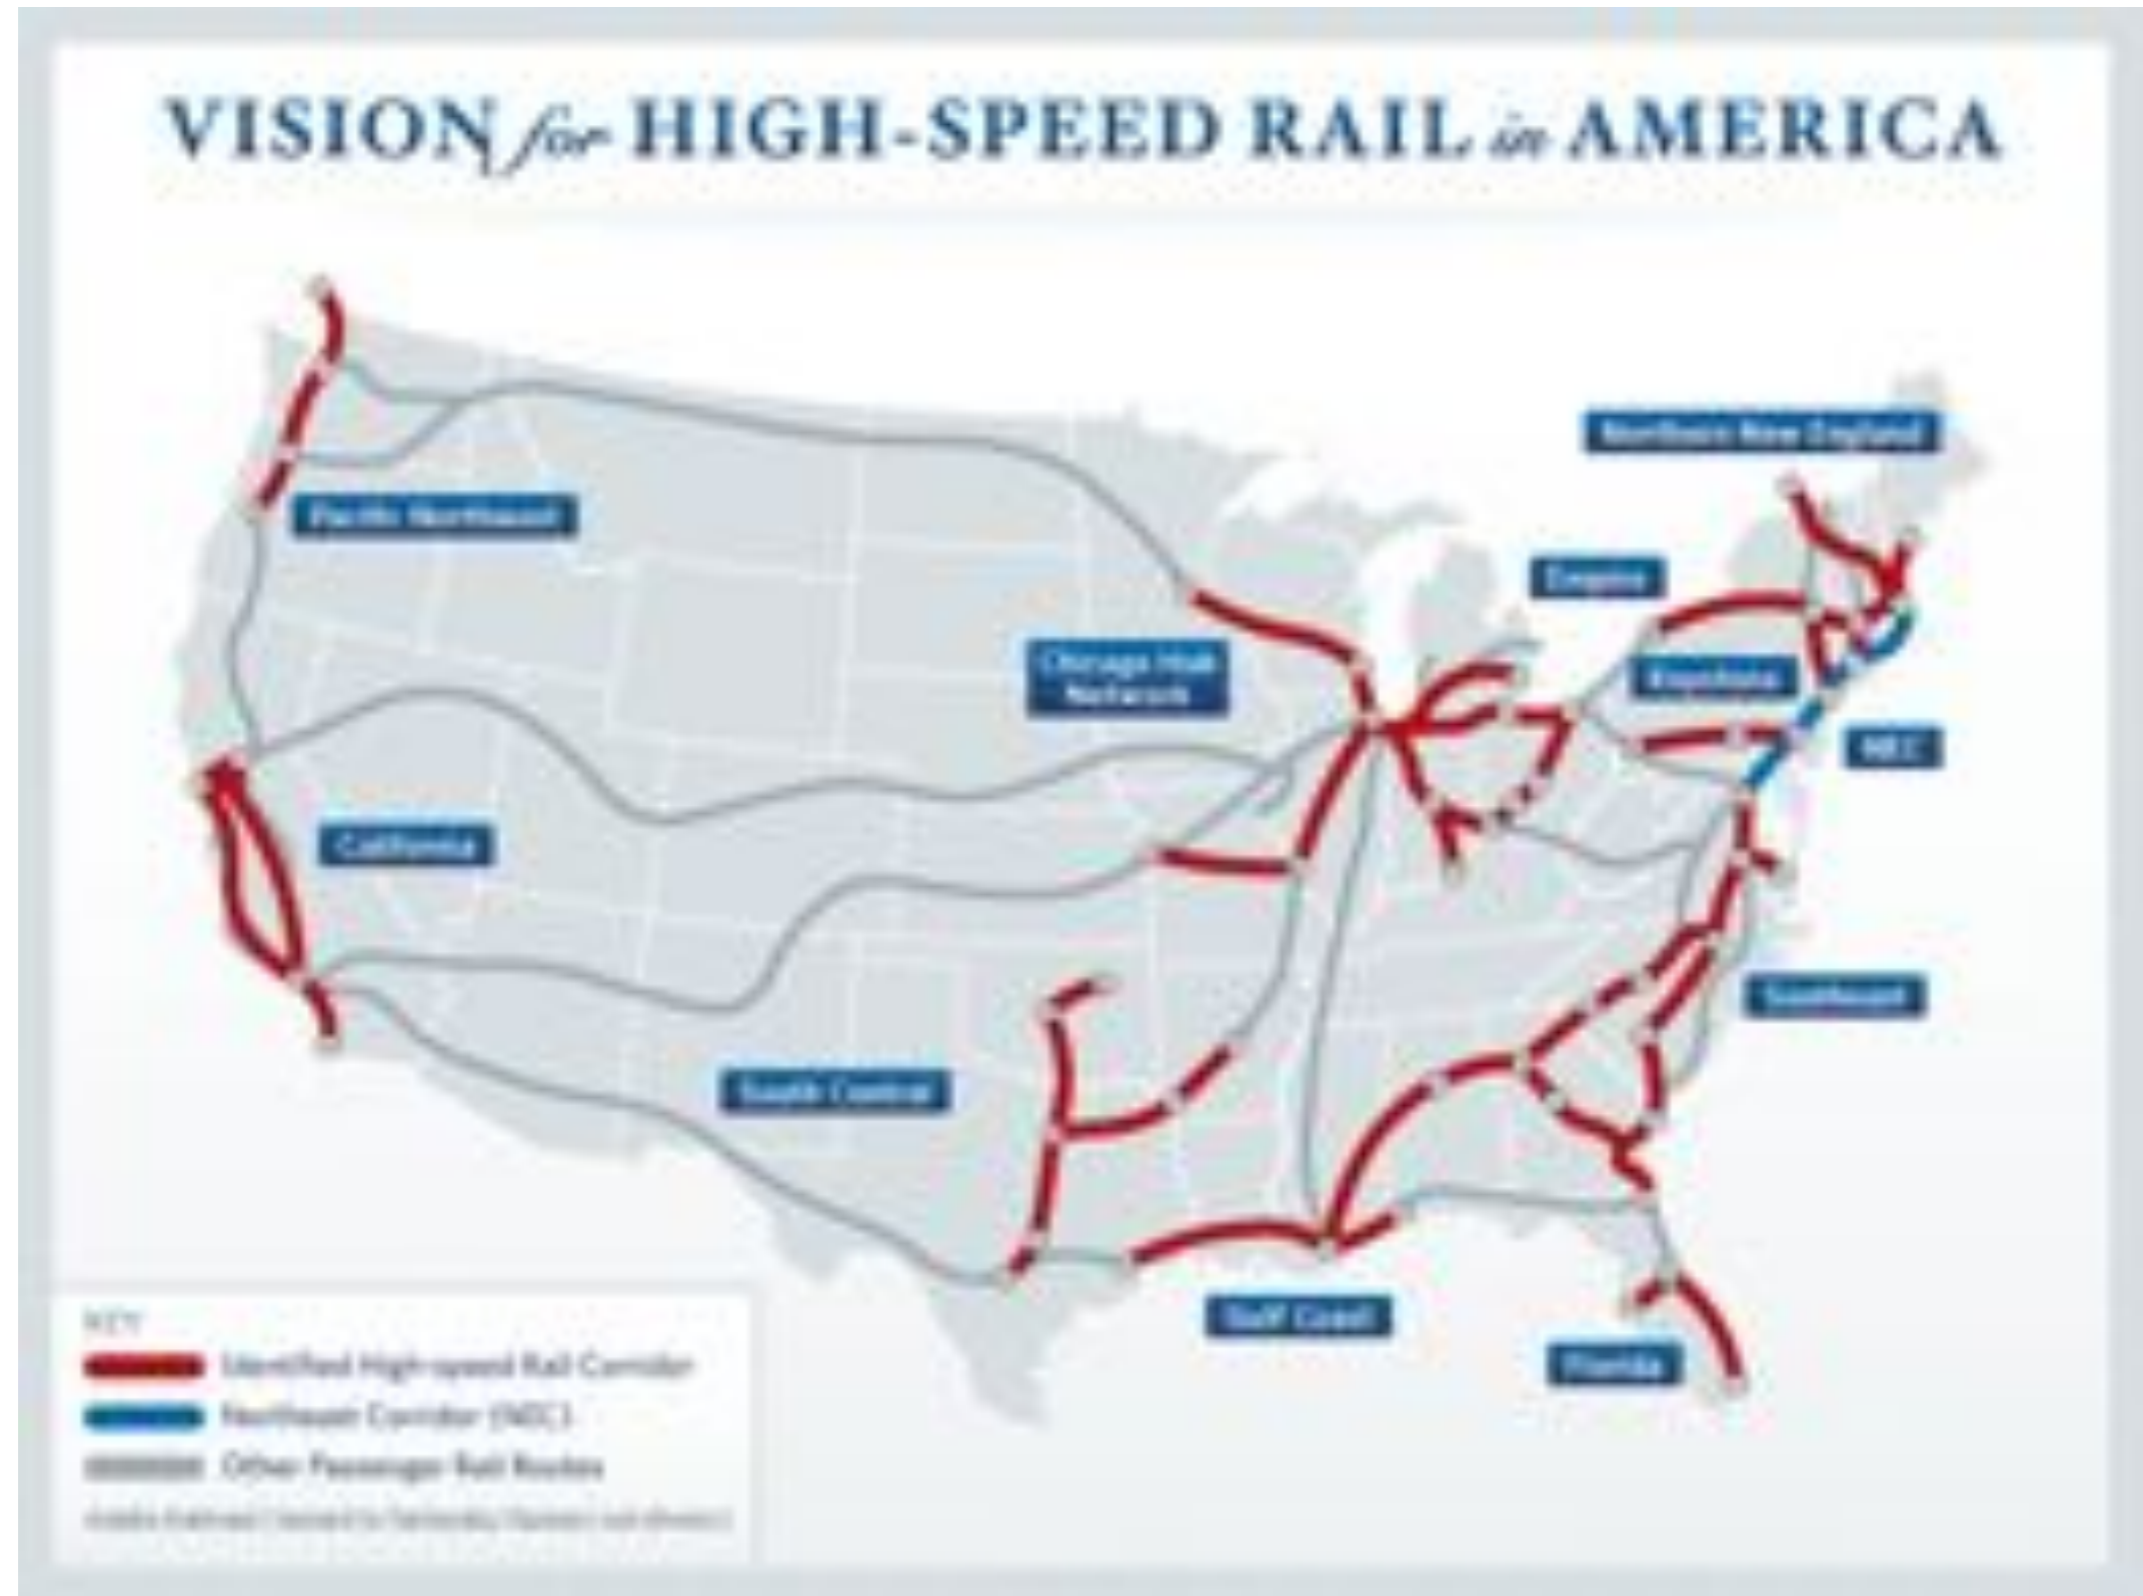 VISION for HIGH-SPEED RAIL in AMERICA
Northern New England
Pacific Northwest
Empire
Chicago Hub
Network
Keystone
NEC
California
Southeast
South Central
Gulf Coast
Florida
KEY
Identified High-speed Rail Corridor
Northeast Corridor (NEC)
Other Passenger Rail Routes